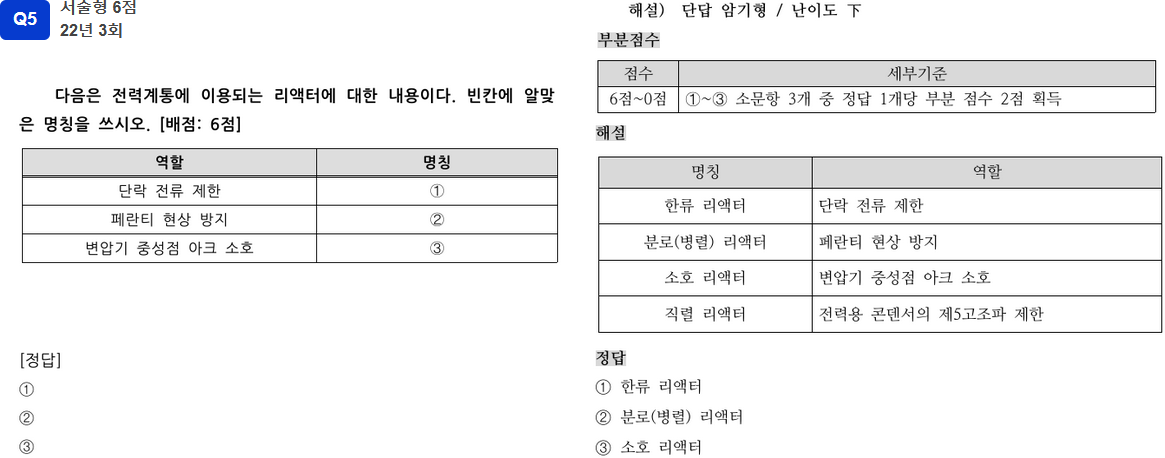 Q5
서술형 6점
22년 3회
다음은 전력계통에 이용되는 리액터에 대한 내용이다. 빈칸에 알맞
은 명칭을 쓰시오. [배점: 6점]
역할 명칭
단락 전류 제한 ①
페란티 현상 방지 ②
변압기 중성점 아크 소호 ③
[정답]
①
②
③
해설) 단답 암기형 / 난이도 下
부분점수
점수 세부기준
6점~0점 ①~③ 소문항 3개 중 정답 1개당 부분 점수 2점 획득
해설
명칭 역할
한류 리액터 단락 전류 제한
분로(병렬) 리액터 페란티 현상 방지
소호 리액터 변압기 중성점 아크 소호
직렬 리액터 전력용 콘덴서의 제5고조파 제한
정답
① 한류 리액터
② 분로(병렬) 리액터
③ 소호 리액터